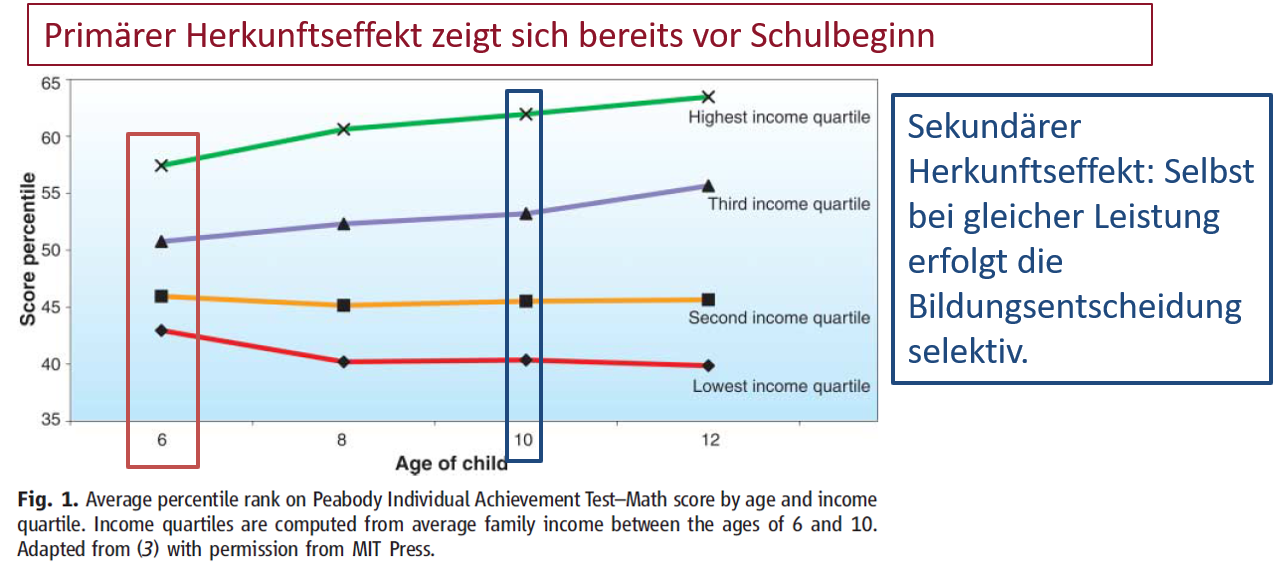 Primärer Herkunftseffekt zeigt sich bereits vor Schulbeginn
65
60
55
50
45
40
35
Score percentile
Highest income quartile
Third income quartile
Second income quartile
Lowest income quartile
6
8
10
12
Age of child
Sekundärer
Herkunftseffekt: Selbst
bei gleicher Leistung
erfolgt die
Bildungsentscheidung
selektiv.
Fig. 1. Average percentile rank on Peabody Individual Achievement Test–Math score by age and income
quartile. Income quartiles are computed from average family income between the ages of 6 and 10.
Adapted from (3) with permission from MIT Press.